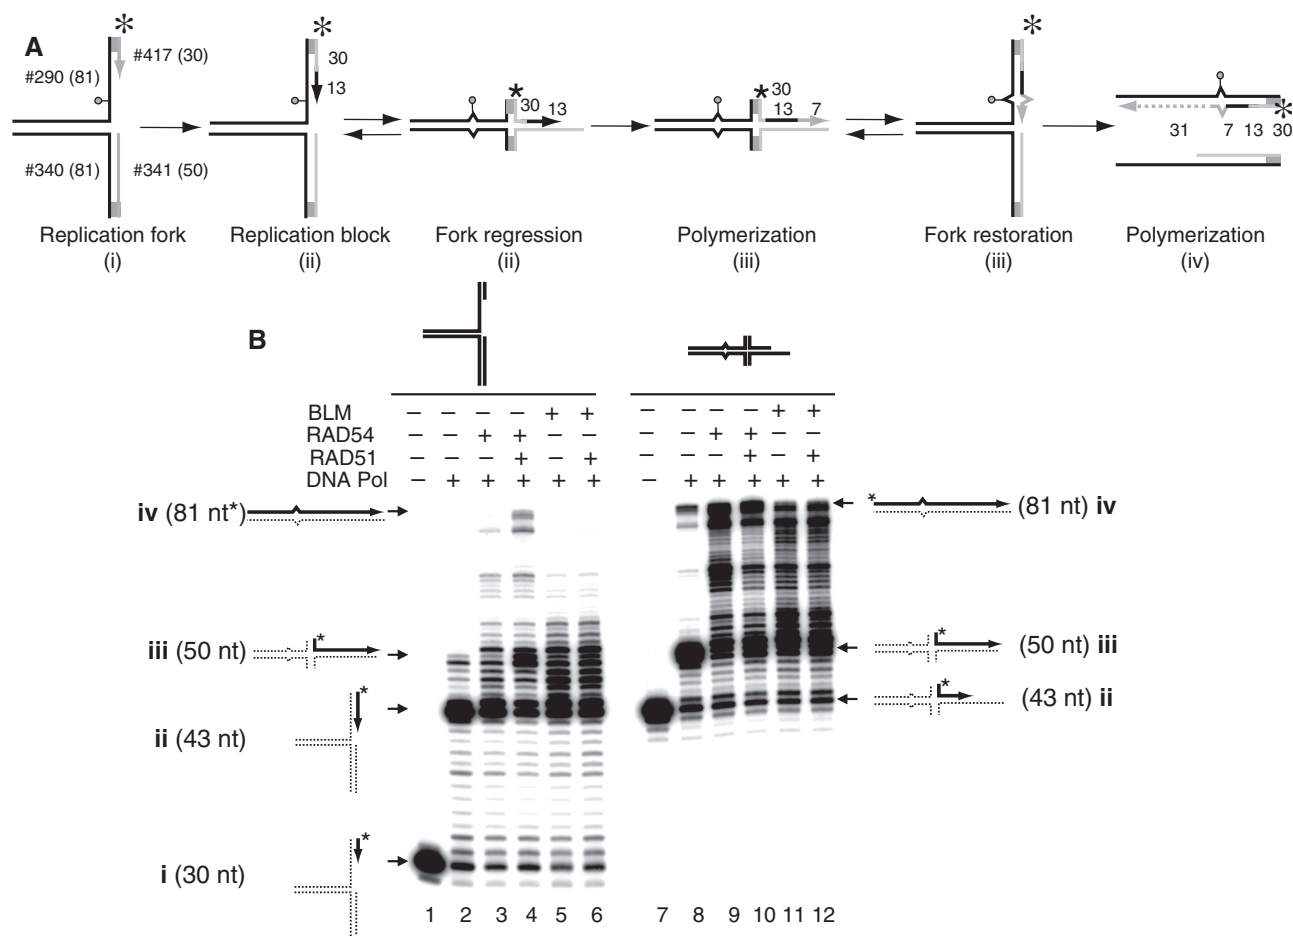 A
#290 (81)
#417 (30)
#340 (81)
#341 (50)
30
13
30 13
30
13 7
31 7 13 30
Replication fork
(i)
Replication block
(ii)
Fork regression
(ii)
Polymerization
(iii)
Fork restoration
(iii)
Polymerization
(iv)
B
BLM − − − − + + − − − − + +
RAD54 − − + + − − − − + + − −
RAD51 − − − + − + − − − + − +
DNA Pol − + + + + + − + + + + +
iv (81 nt*)
(81 nt) iv
iii (50 nt)
(50 nt) iii
ii (43 nt)
(43 nt) ii
i (30 nt)
1 2 3 4 5 6 7 8 9 10 11 12